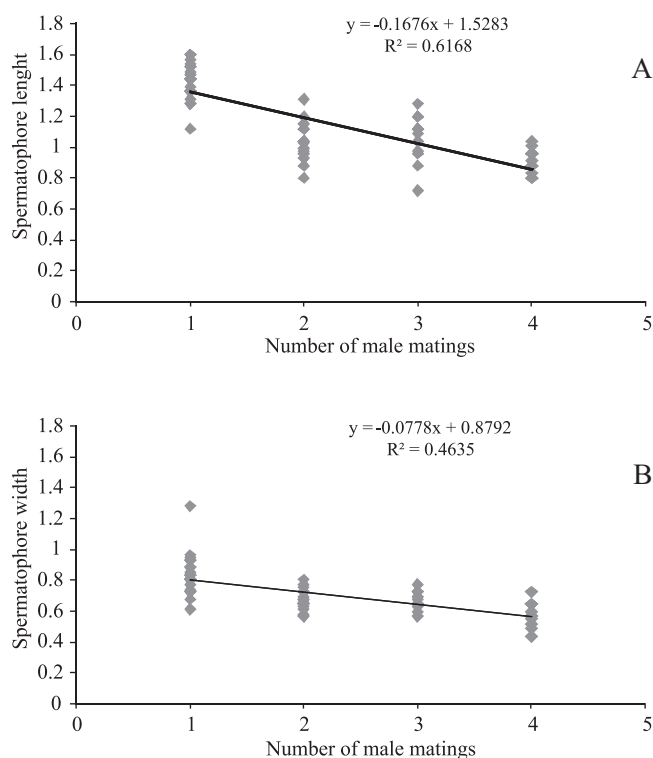 y = -0.1676x + 1.5283
R² = 0.6168
A
Spermatophore lenght
1.8
1.6
1.4
1.2
1
0.8
0.6
0.4
0.2
0
0 1 2 3 4 5
Number of male matings
y = -0.0778x + 0.8792
R² = 0.4635
B
Spermatophore width
1.8
1.6
1.4
1.2
1
0.8
0.6
0.4
0.2
0
0 1 2 3 4 5
Number of male matings